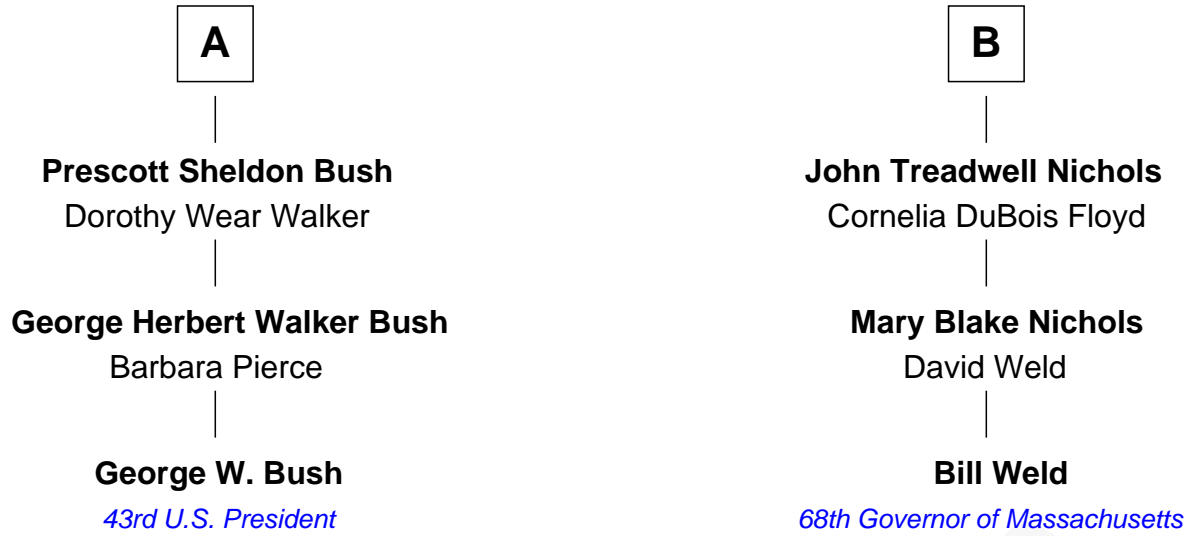 A
Prescott Sheldon Bush
Dorothy Wear Walker
George Herbert Walker Bush
Barbara Pierce
George W. Bush
43rd U.S. President
B
John Treadwell Nichols
Cornelia DuBois Floyd
Mary Blake Nichols
David Weld
Bill Weld
68th Governor of Massachusetts